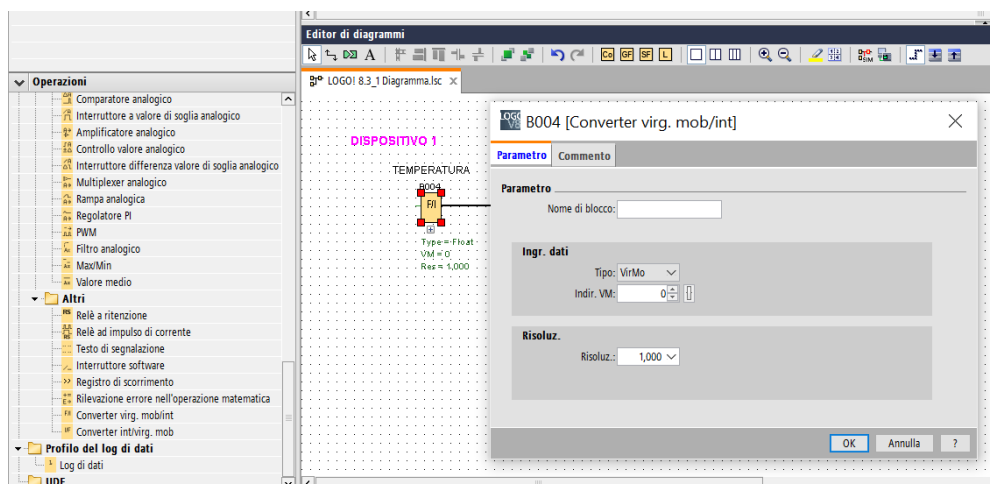 Editor di diagrammi
A
Co GF SF L
SIM
Operazioni
LOGO! 8.3_1 Diagramma.lsc
Comparatore analogico
Interruttore a valore di soglia analogico
Amplificatore analogico
Controllo valore analogico
Interruttore differenza valore di soglia analogico
Multiplexer analogico
Rampa analogica
Regolatore PI
PWM
Filtro analogico
Max/Min
Valore medio
Altri
Relè a ritenzione
Relè ad impulso di corrente
Testo di segnalazione
Interruttore software
Registro di scorrimento
Rilevazione errore nell'operazione matematica
Converter virg. mob/int
Converter int/virg. mob
Profilo del log di dati
Log di dati
UDF
DISPOSITIVO 1
TEMPERATURA
B004
F/I
Type = Float
VM = 0
Res = 1,000
B004 [Converter virg. mob/int]
Parametro Commento
Parametro
Nome di blocco:
Ingr. dati
Tipo: VirMo
Indir. VM: 0
Risoluz.
Risoluz.: 1,000
OK Annulla ?